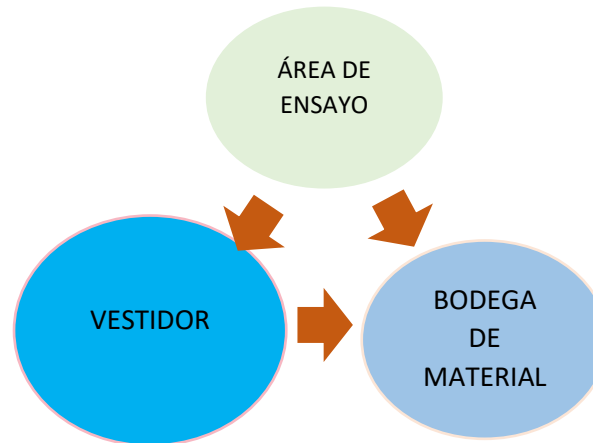 ÁREA DE
ENSAYO
VESTIDOR
BODEGA
DE
MATERIAL